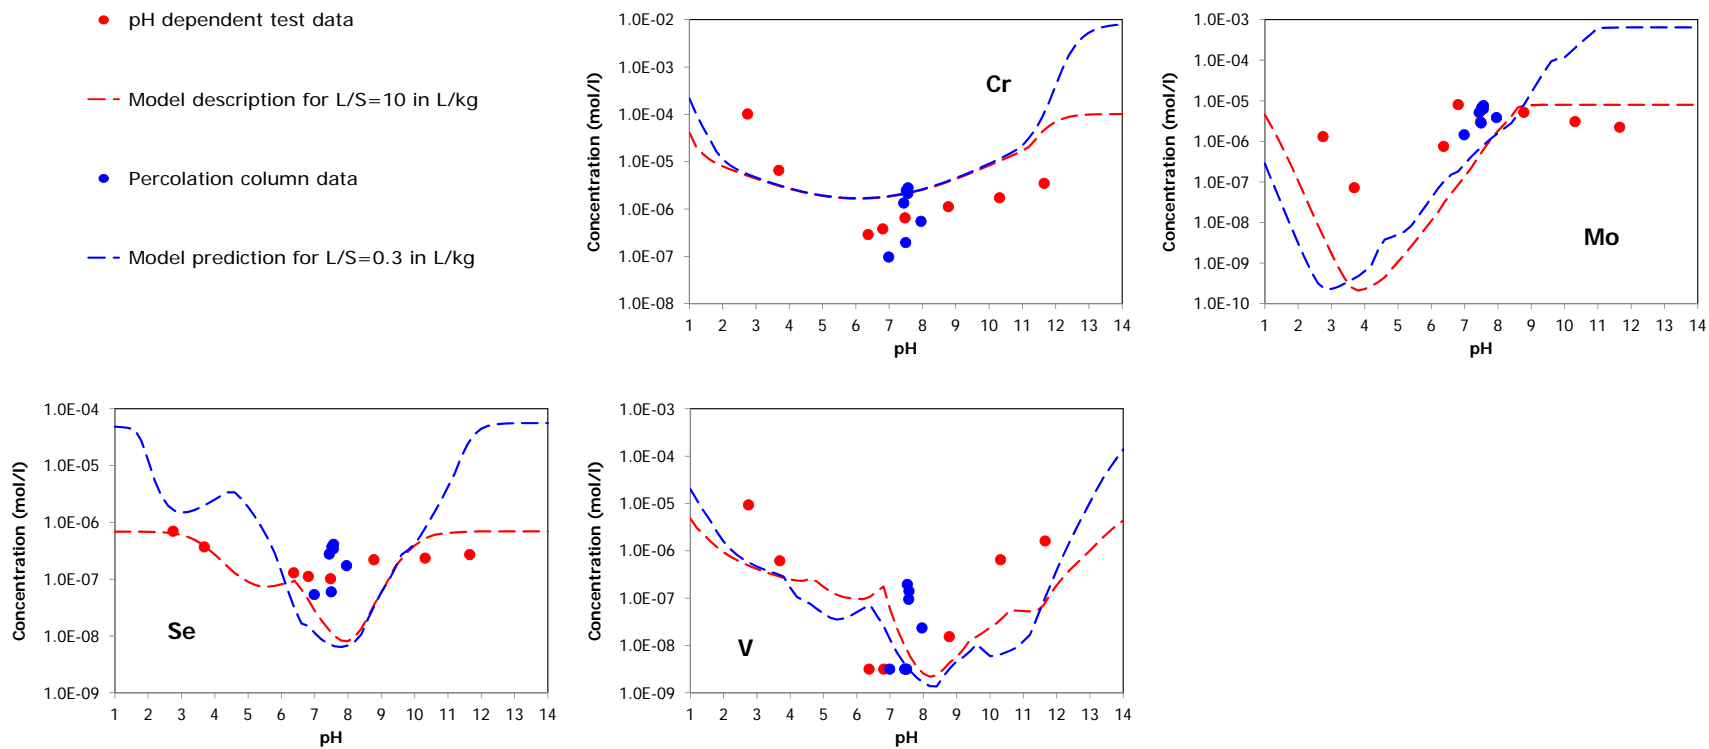 pH dependent test data
Model description for L/S=10 in L/kg
Percolation column data
Model prediction for L/S=0.3 in L/kg
Concentration (mol/l)
1.0E-02
1.0E-03
1.0E-04
1.0E-05
1.0E-06
1.0E-07
1.0E-08
Cr
1 2 3 4 5 6 7 8 9 10 11 12 13 14
pH
Concentration (mol/l)
1.0E-03
1.0E-04
1.0E-05
1.0E-06
1.0E-07
1.0E-08
1.0E-09
1.0E-10
Mo
1 2 3 4 5 6 7 8 9 10 11 12 13 14
pH
Concentration (mol/l)
1.0E-04
1.0E-05
1.0E-06
1.0E-07
1.0E-08
1.0E-09
Se
1 2 3 4 5 6 7 8 9 10 11 12 13 14
pH
Concentration (mol/l)
1.0E-03
1.0E-04
1.0E-05
1.0E-06
1.0E-07
1.0E-08
1.0E-09
V
1 2 3 4 5 6 7 8 9 10 11 12 13 14
pH